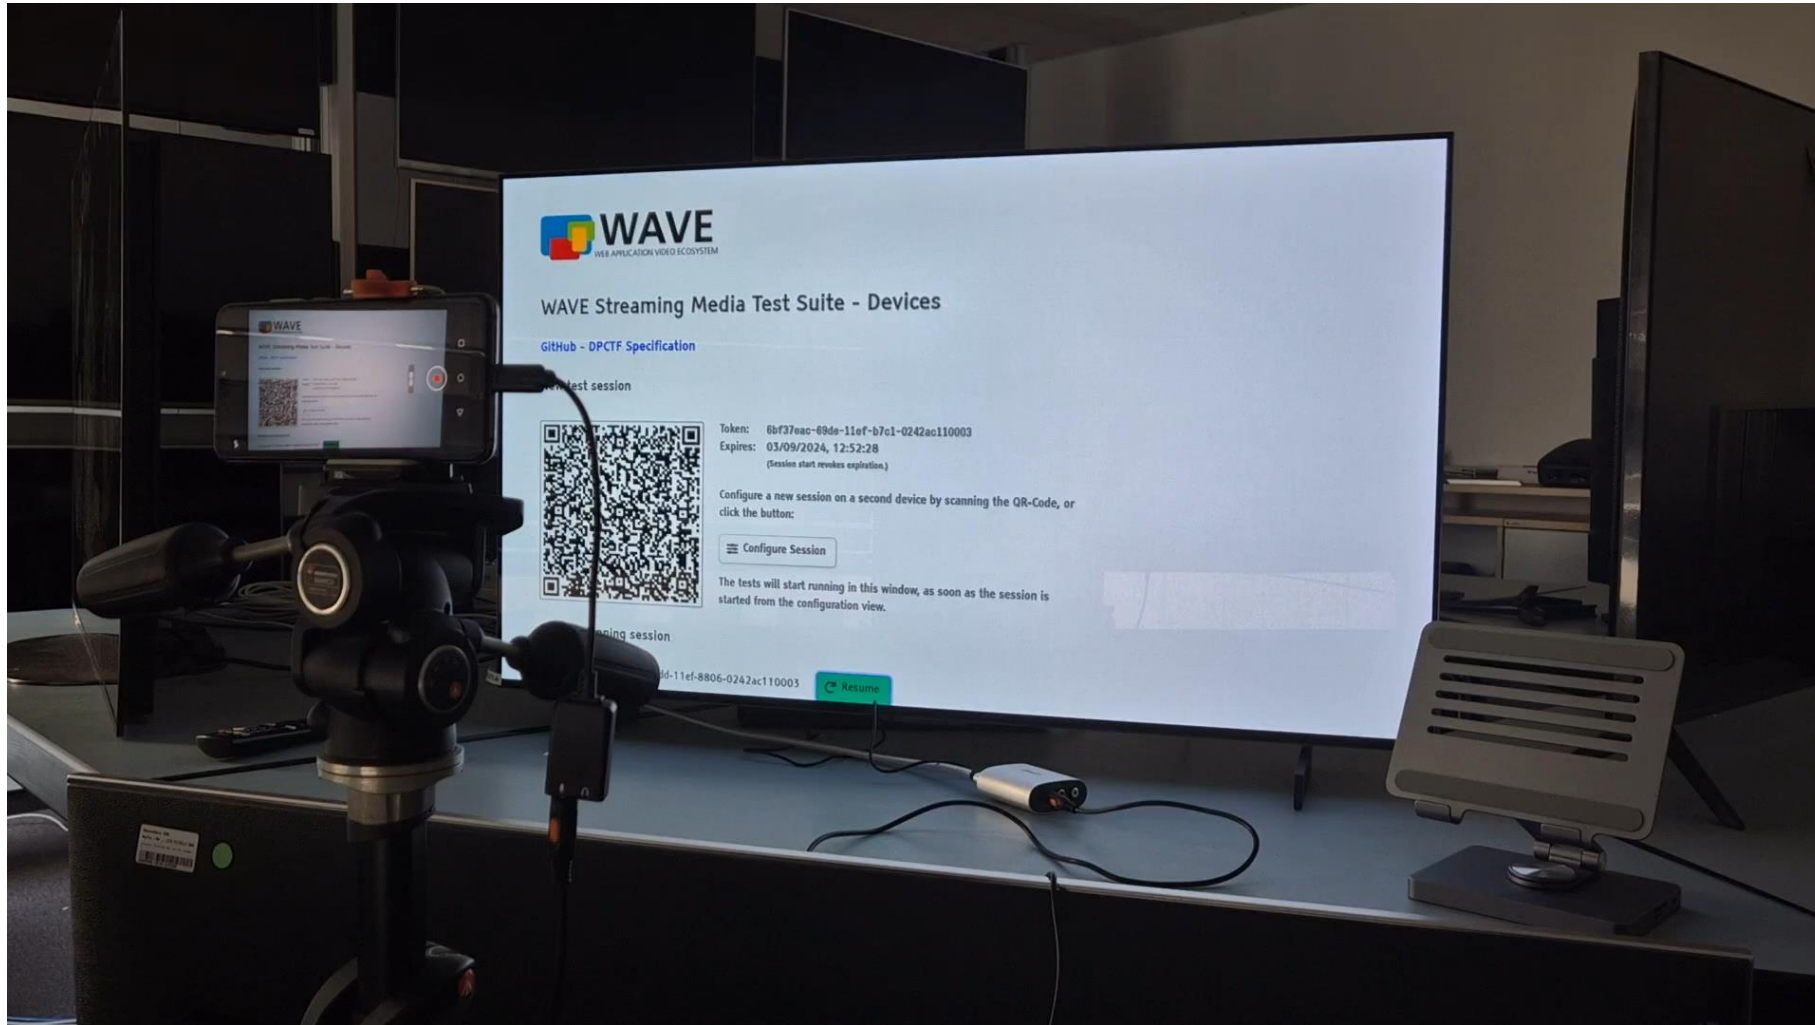 WAVE
WEB APPLICATION VIDEO ECOSYSTEM
WAVE Streaming Media Test Suite - Devices
GitHub - DPCTF Specification
test session
Token: 6bf37eac-69de-11ef-b7c1-0242ac110003
Expires: 03/09/2024, 12:52:28
(Session start revokes expiration.)
Configure a new session on a second device by scanning the QR-Code, or
click the button:
Configure Session
The tests will start running in this window, as soon as the session is
started from the configuration view.
session
dd-11ef-8806-0242ac110003
Resume
WAVE